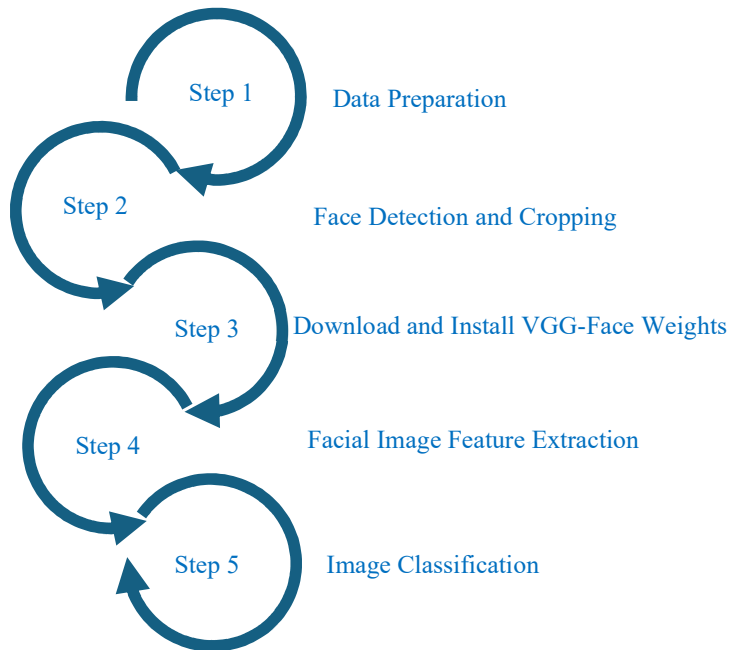 Step 1
Data Preparation
Step 2
Face Detection and Cropping
Step 3
Download and Install VGG-Face Weights
Step 4
Facial Image Feature Extraction
Step 5
Image Classification